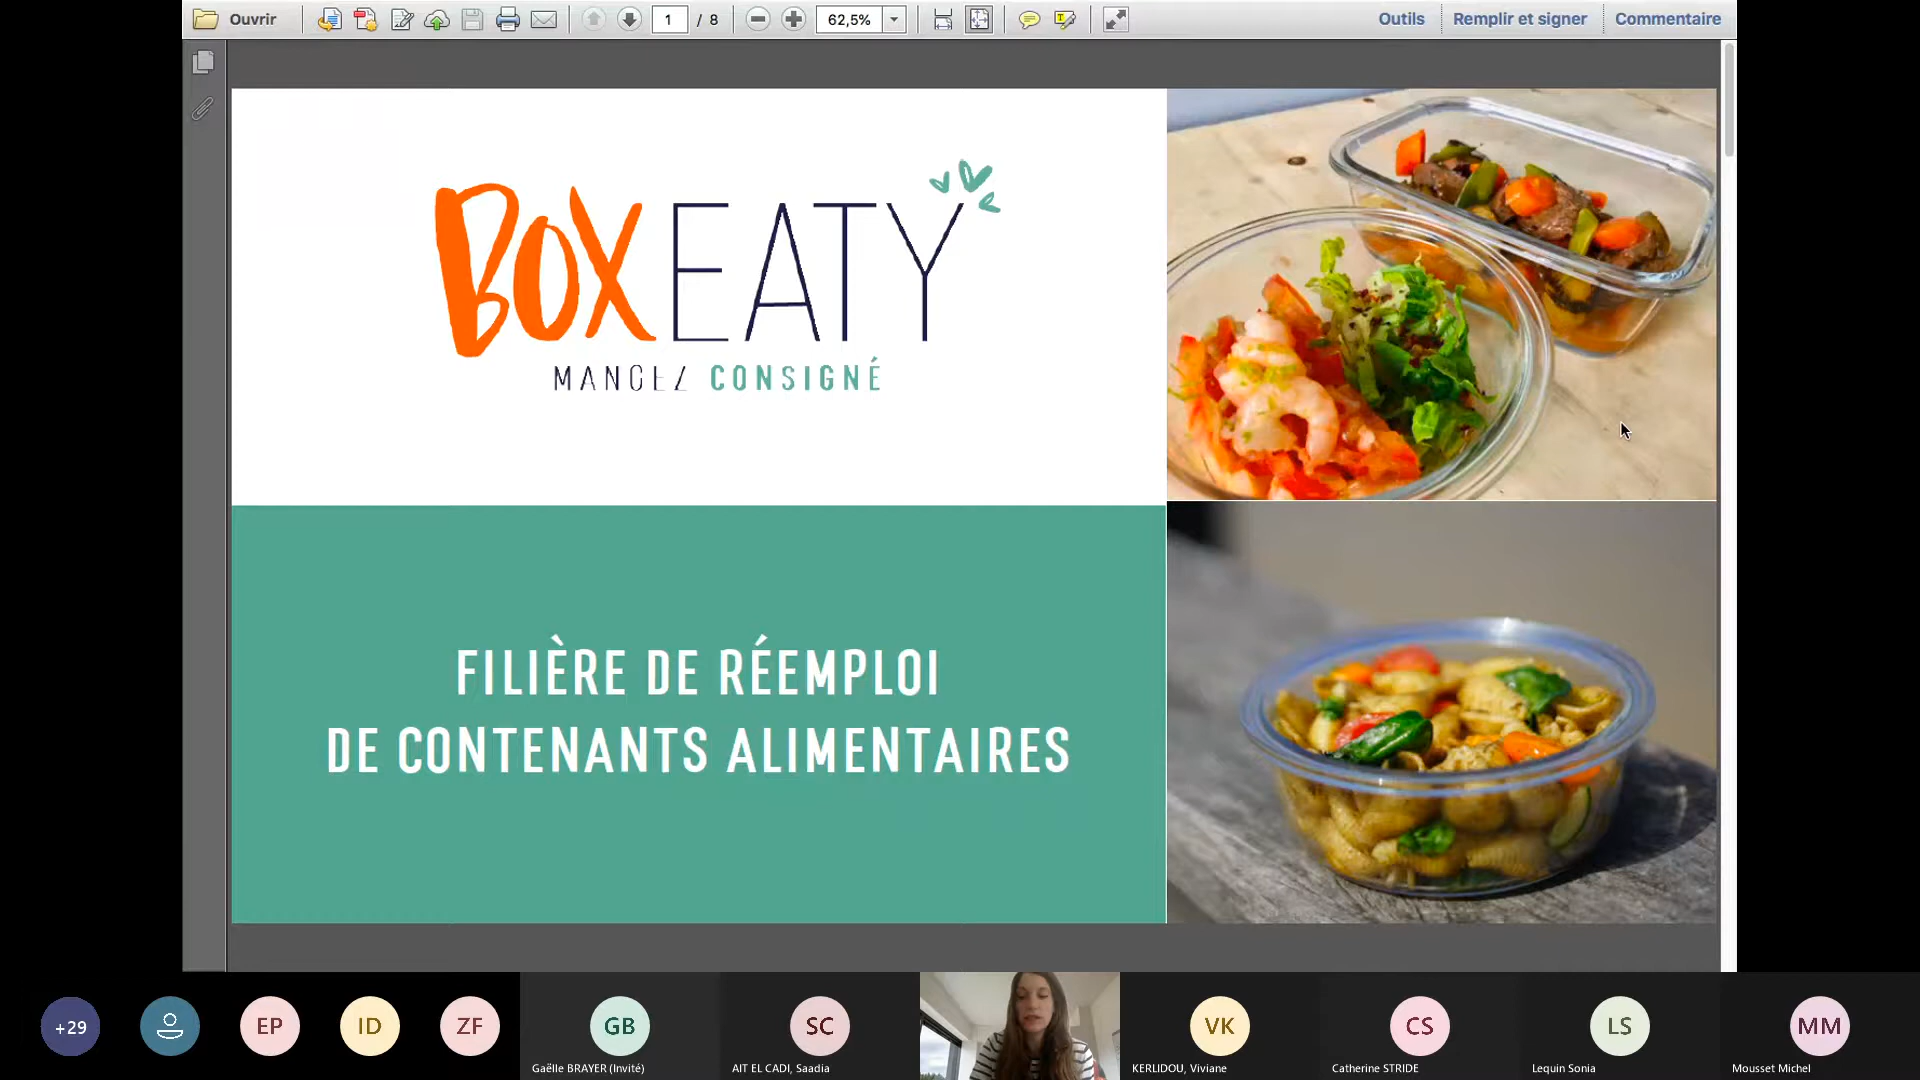 Ouvrir
1 / 8
62,5%
Outils
Remplir et signer
Commentaire
BOX EATY
MANGEZ CONSIGNÉ
FILIÈRE DE RÉEMPLOI
DE CONTENANTS ALIMENTAIRES
+29
EP
ID
ZF
GB
SC
VK
CS
LS
MM
Gaëlle BRAYER (Invité)
AIT EL CADI, Saadia
KERLIDOU, Viviane
Catherine STRIDE
Lequin Sonia
Mousset Michel